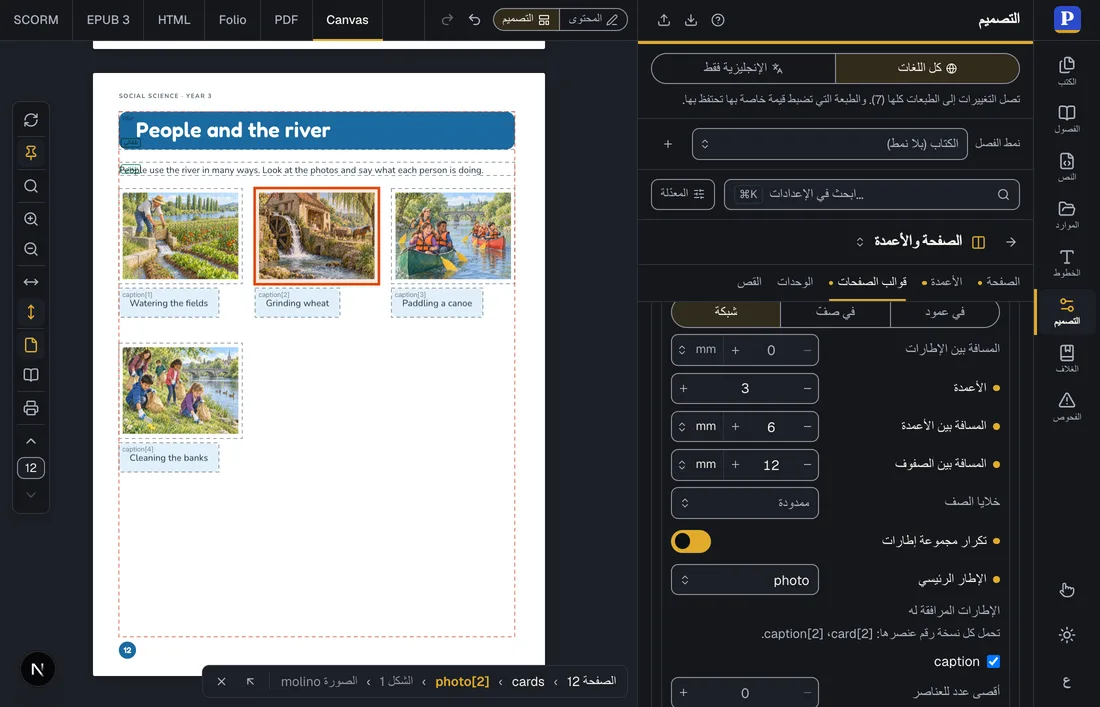 SCORM
EPUB 3
HTML
Folio
PDF
Canvas
التصميم
المحتوى
التصميم
P
SOCIAL SCIENCE · YEAR 3
People and the river
People use the river in many ways. Look at the photos and say what each person is doing.
caption[1]
Watering the fields
caption[2]
Grinding wheat
caption[3]
Paddling a canoe
caption[4]
Cleaning the banks
12
12
N
الصفحة 12 › cards › photo[2] › الشكل 1 › الصورة molino
كل اللغات
الإنجليزية فقط
تصل التغييرات إلى الطبعات كلها (7). والطبعة التي تضبط قيمة خاصة بها تحتفظ بها.
نمط الفصل
الكتاب (بلا نمط)
ابحث في الإعدادات...
⌘K
المعدّلة
الصفحة والأعمدة
الصفحة
الأعمدة
قوالب الصفحات
الوحدات
القص
في عمود
في صفّ
شبكة
المسافة بين الإطارات
0 mm
الأعمدة
3
المسافة بين الأعمدة
6 mm
المسافة بين الصفوف
12 mm
خلايا الصف
ممدودة
تكرار مجموعة إطارات
الإطار الرئيسي
photo
الإطارات المرافقة له
تحمل كل نسخة رقم عنصرها: card[2]، caption[2].
caption
أقصى عدد للعناصر
0
الكتب
الفصول
النص
الموارد
الخطوط
التصميم
الغلاف
الفحوص
ع